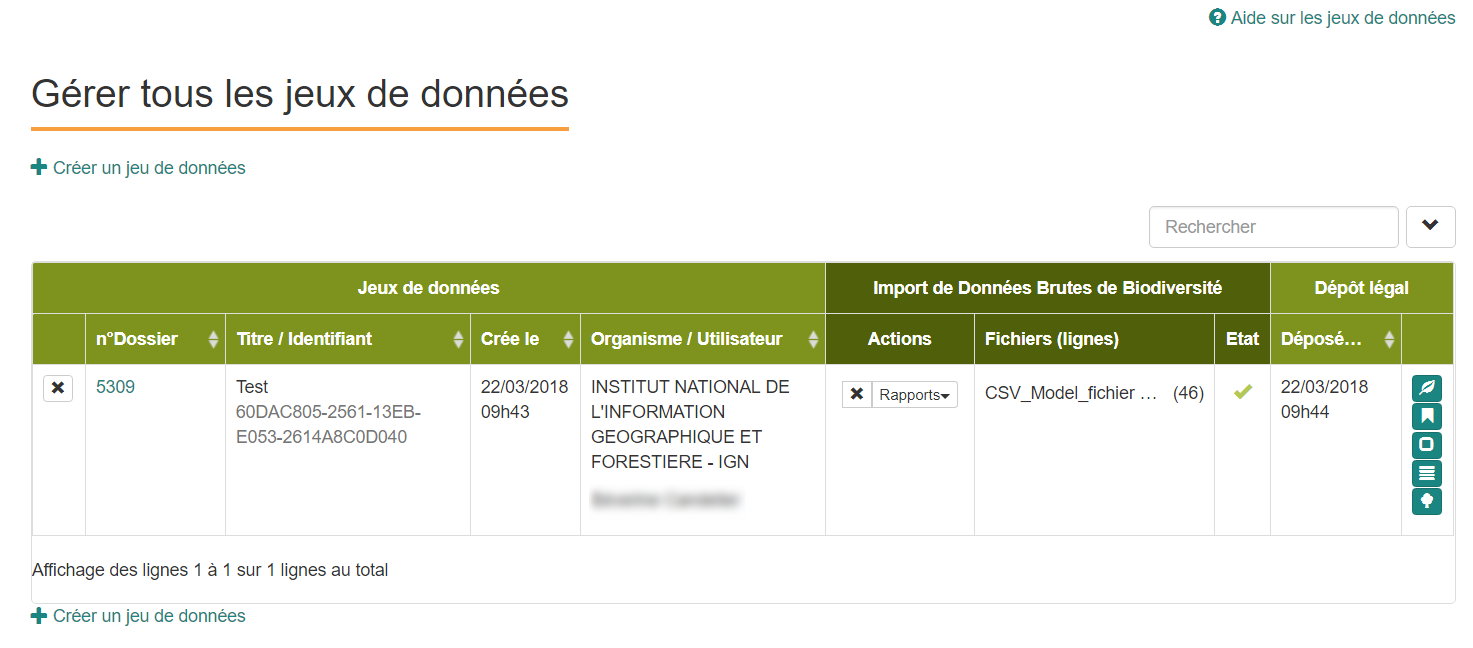 Aide sur les jeux de données
Gérer tous les jeux de données
Créer un jeu de données
Rechercher
Jeux de données
Import de Données Brutes de Biodiversité
Dépôt légal
n°Dossier
Titre / Identifiant
Crée le
Organisme / Utilisateur
Actions
Fichiers (lignes)
Etat
Déposé...
5309
Test
60DAC805-2561-13EB-
E053-2614A8C0D040
22/03/2018
09h43
INSTITUT NATIONAL DE
L'INFORMATION
GEOGRAPHIQUE ET
FORESTIERE - IGN
Rapports
CSV_Model_fichier ... (46)
22/03/2018
09h44
Affichage des lignes 1 à 1 sur 1 lignes au total
Créer un jeu de données